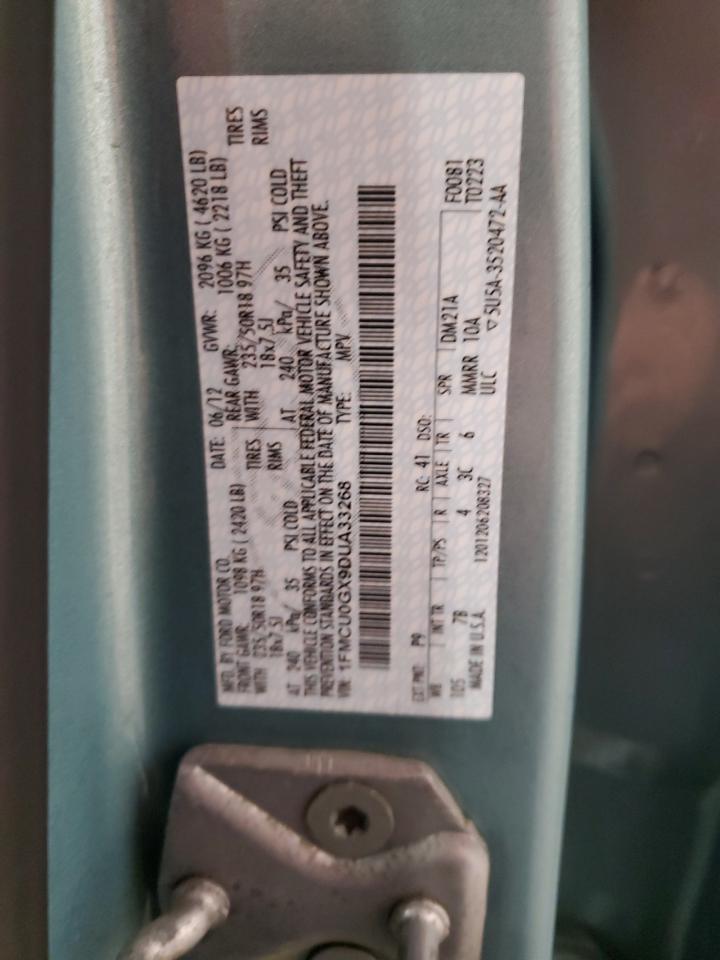 MFD. BY FORD MOTOR CO. DATE: 06/12 GVWR: 2096 KG ( 4620 LB)
FRONT GAWR: 1098 KG ( 2420 LB) REAR GAWR: 1006 KG ( 2218 LB)
WITH 235/50R18 97H TIRES WITH 235/50R18 97H TIRES
18x7.5J RIMS 18x7.5J RIMS
AT 240 kPa/ 35 PSI COLD AT 240 kPa/ 35 PSI COLD
THIS VEHICLE CONFORMS TO ALL APPLICABLE FEDERAL MOTOR VEHICLE SAFETY AND THEFT
PREVENTION STANDARDS IN EFFECT ON THE DATE OF MANUFACTURE SHOWN ABOVE.
VIN: 1FMCU0GX9DUA33268 TYPE: MPV
EXT PNT: P9 RC: 41 DSO: F0081
WB INT TR TP/PS R AXLE TR SPR DM21A T0223
105 7B 4 3C 6 MMRR 10A
MADE IN U.S.A. 1201206208327 ULC ▽5U5A-3520472-AA